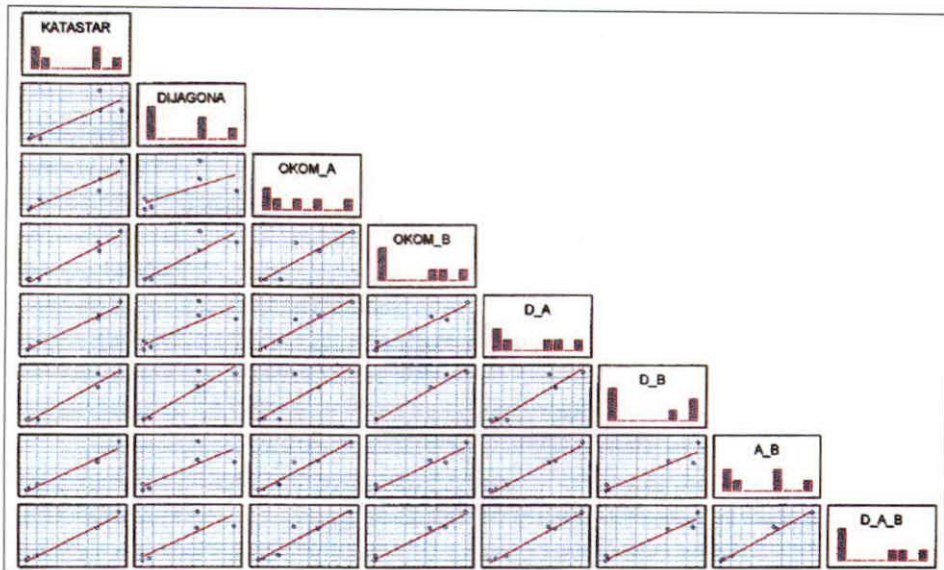 KATASTAR
DIJAGONA
OKOM_A
OKOM_B
D_A
D_B
A_B
D_A_B